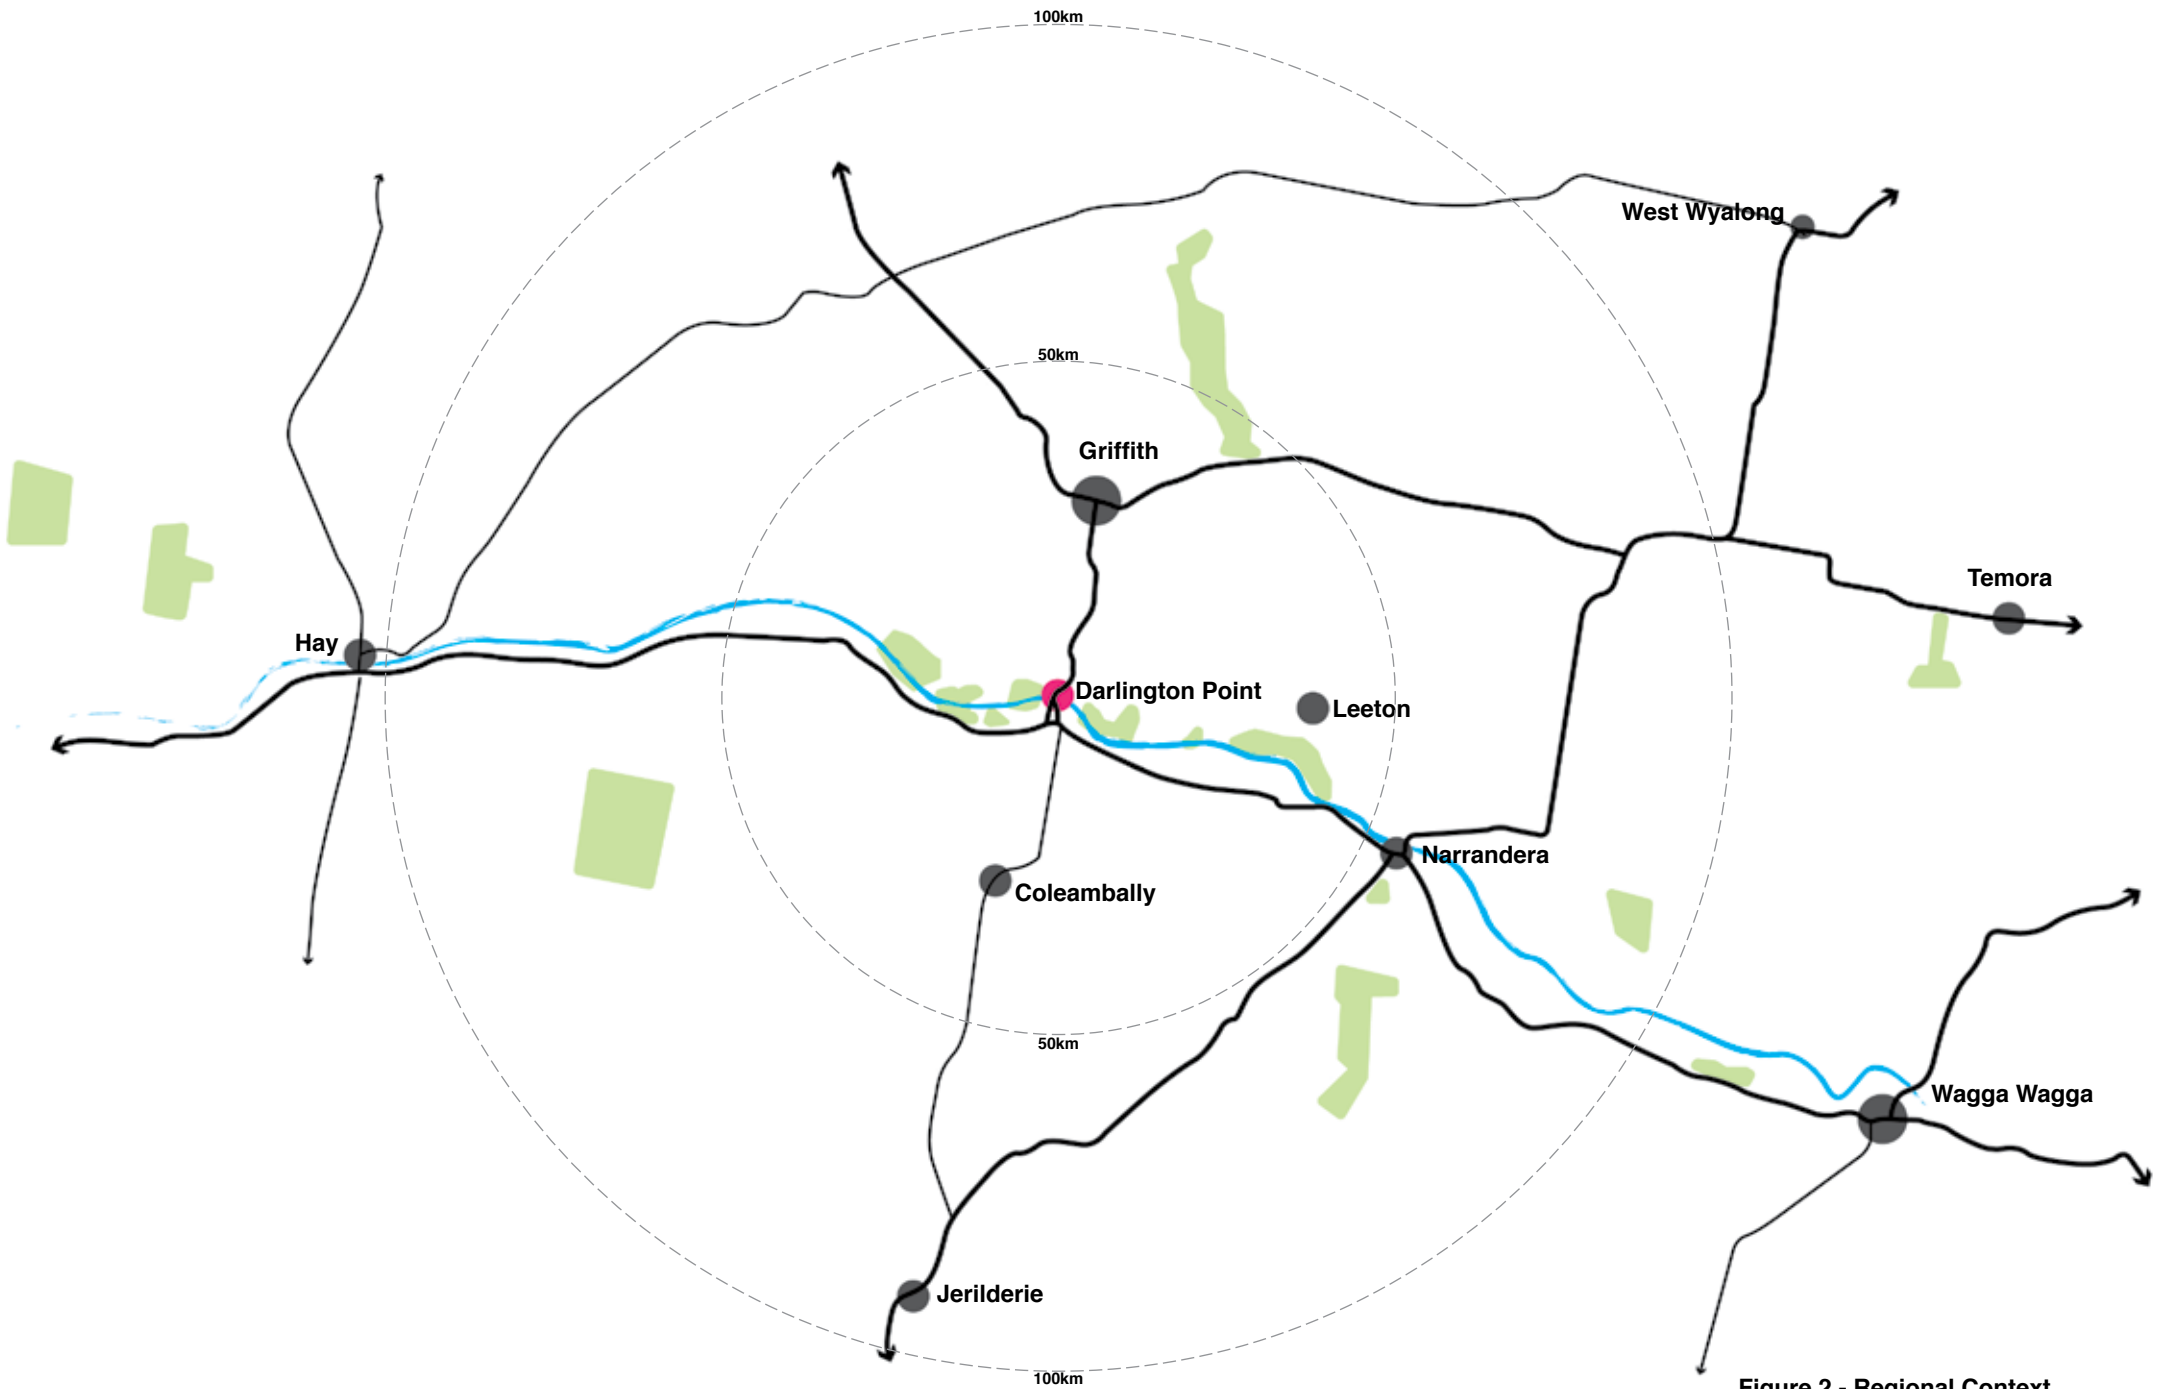 100km
West Wyalong
50km
Griffith
Temora
Hay
Darlington Point
Leeton
Narrandera
Coleambally
50km
Wagga Wagga
Jerilderie
100km
Figure 2 - Regional Context